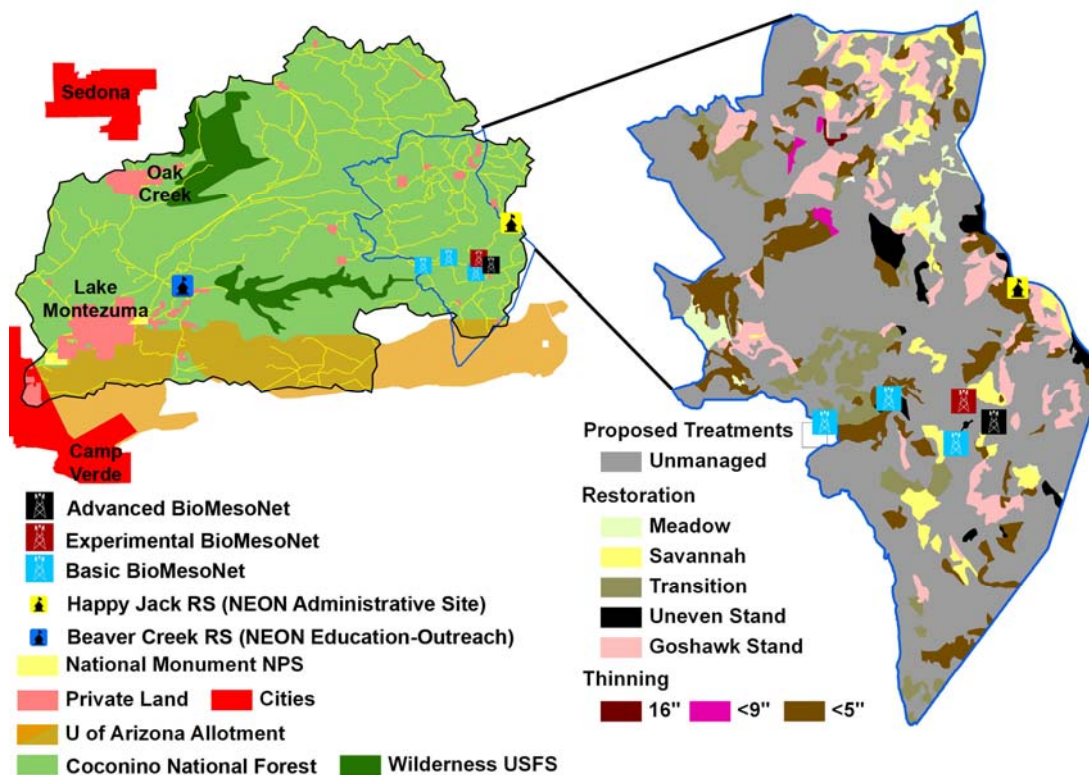 Sedona
Oak
Creek
Lake
Montezuma
Camp
Verde
Advanced BioMesoNet
Experimental BioMesoNet
Basic BioMesoNet
Happy Jack RS (NEON Administrative Site)
Beaver Creek RS (NEON Education-Outreach)
National Monument NPS
Private Land Cities
U of Arizona Allotment
Coconino National Forest Wilderness USFS
Proposed Treatments
Unmanaged
Restoration
Meadow
Savannah
Transition
Uneven Stand
Goshawk Stand
Thinning
16" <9" <5"